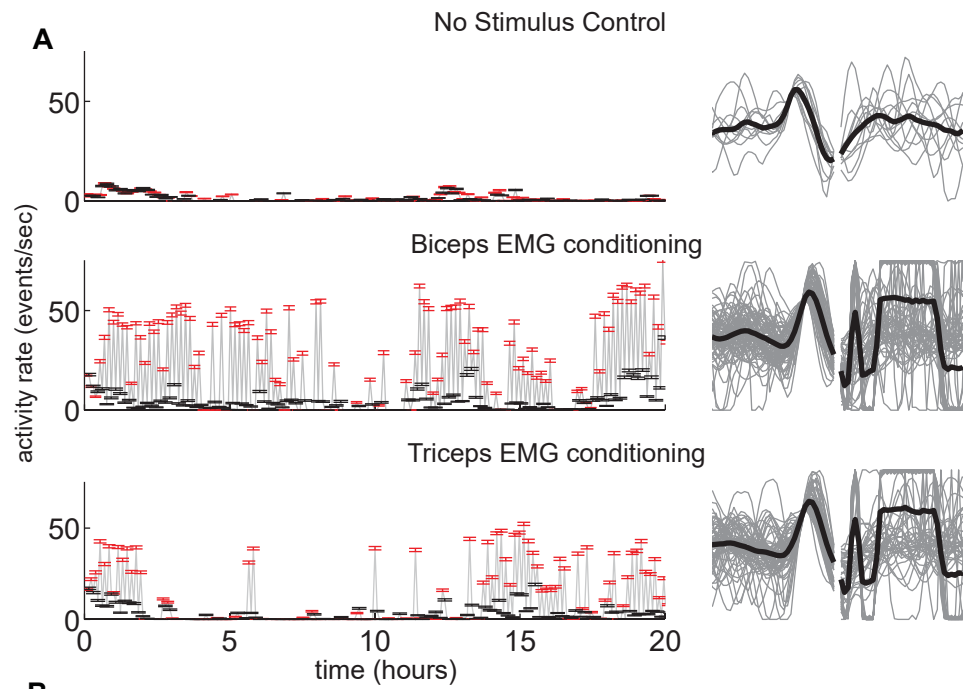 A
No Stimulus Control
50
0
Biceps EMG conditioning
50
0
activity rate (events/sec)
Triceps EMG conditioning
50
0
0 5 10 15 20
time (hours)
B